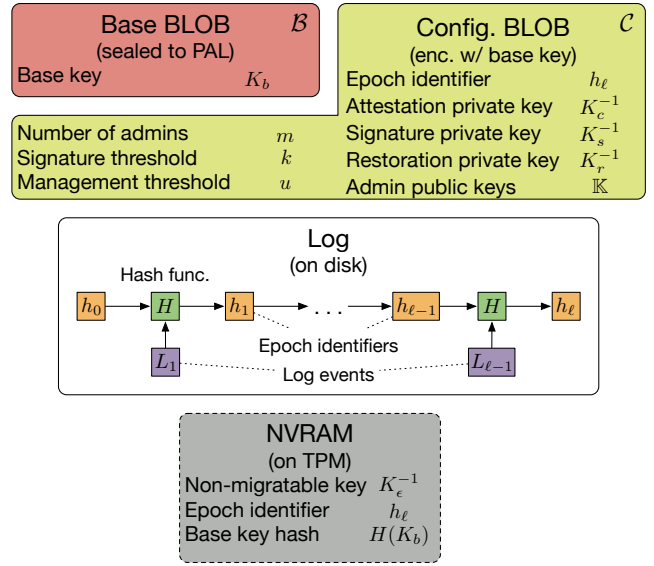 Base BLOB ℬ
(sealed to PAL)
Base key K_b
Config. BLOB 𝒞
(enc. w/ base key)
Epoch identifier h_ℓ
Attestation private key K_c^{-1}
Number of admins m Signature private key K_s^{-1}
Signature threshold k Restoration private key K_r^{-1}
Management threshold u Admin public keys 𝕂
Log
(on disk)
Hash func.
h_0 H h_1 ... h_{ℓ-1} H h_ℓ
Epoch identifiers
L_1 Log events L_{ℓ-1}
NVRAM
(on TPM)
Non-migratable key K_ϵ^{-1}
Epoch identifier h_ℓ
Base key hash H(K_b)